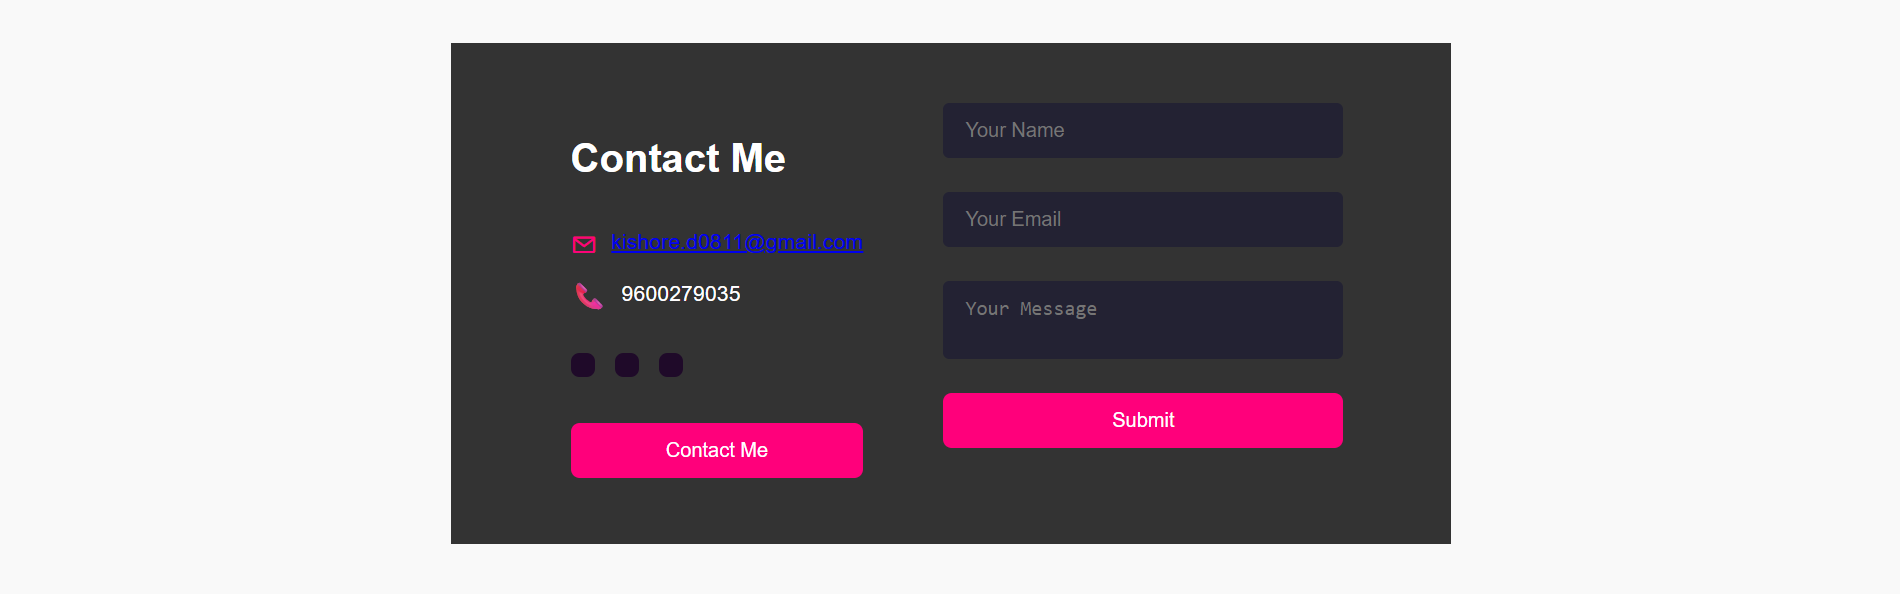 Contact Me
kishore.d0811@gmail.com
9600279035
Contact Me
Your Name
Your Email
Your Message
Submit